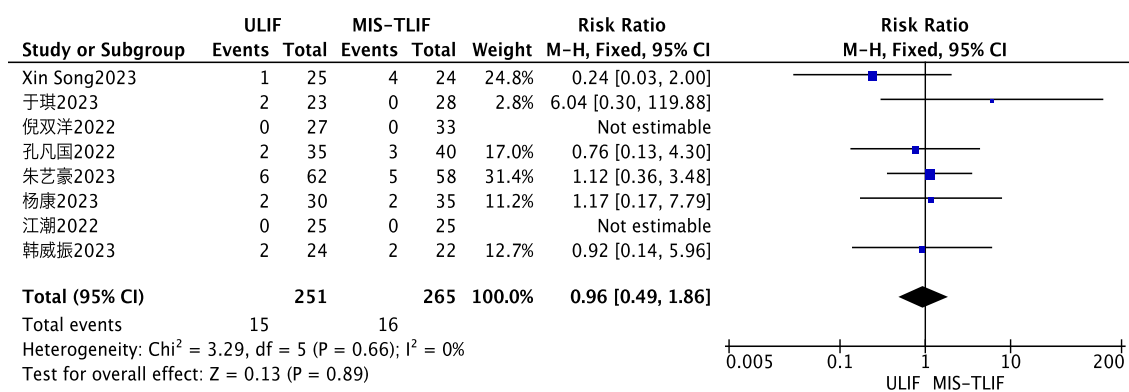 ULIF MIS-TLIF Risk Ratio Risk Ratio
Study or Subgroup Events Total Events Total Weight M-H, Fixed, 95% CI M-H, Fixed, 95% CI
Xin Song2023 1 25 4 24 24.8% 0.24 [0.03, 2.00]
于琪2023 2 23 0 28 2.8% 6.04 [0.30, 119.88]
倪双洋2022 0 27 0 33 Not estimable
孔凡国2022 2 35 3 40 17.0% 0.76 [0.13, 4.30]
朱艺豪2023 6 62 5 58 31.4% 1.12 [0.36, 3.48]
杨康2023 2 30 2 35 11.2% 1.17 [0.17, 7.79]
江潮2022 0 25 0 25 Not estimable
韩威振2023 2 24 2 22 12.7% 0.92 [0.14, 5.96]
Total (95% CI) 251 265 100.0% 0.96 [0.49, 1.86]
Total events 15 16
Heterogeneity: Chi² = 3.29, df = 5 (P = 0.66); I² = 0%
Test for overall effect: Z = 0.13 (P = 0.89)
0.005 0.1 1 10 200
ULIF MIS-TLIF